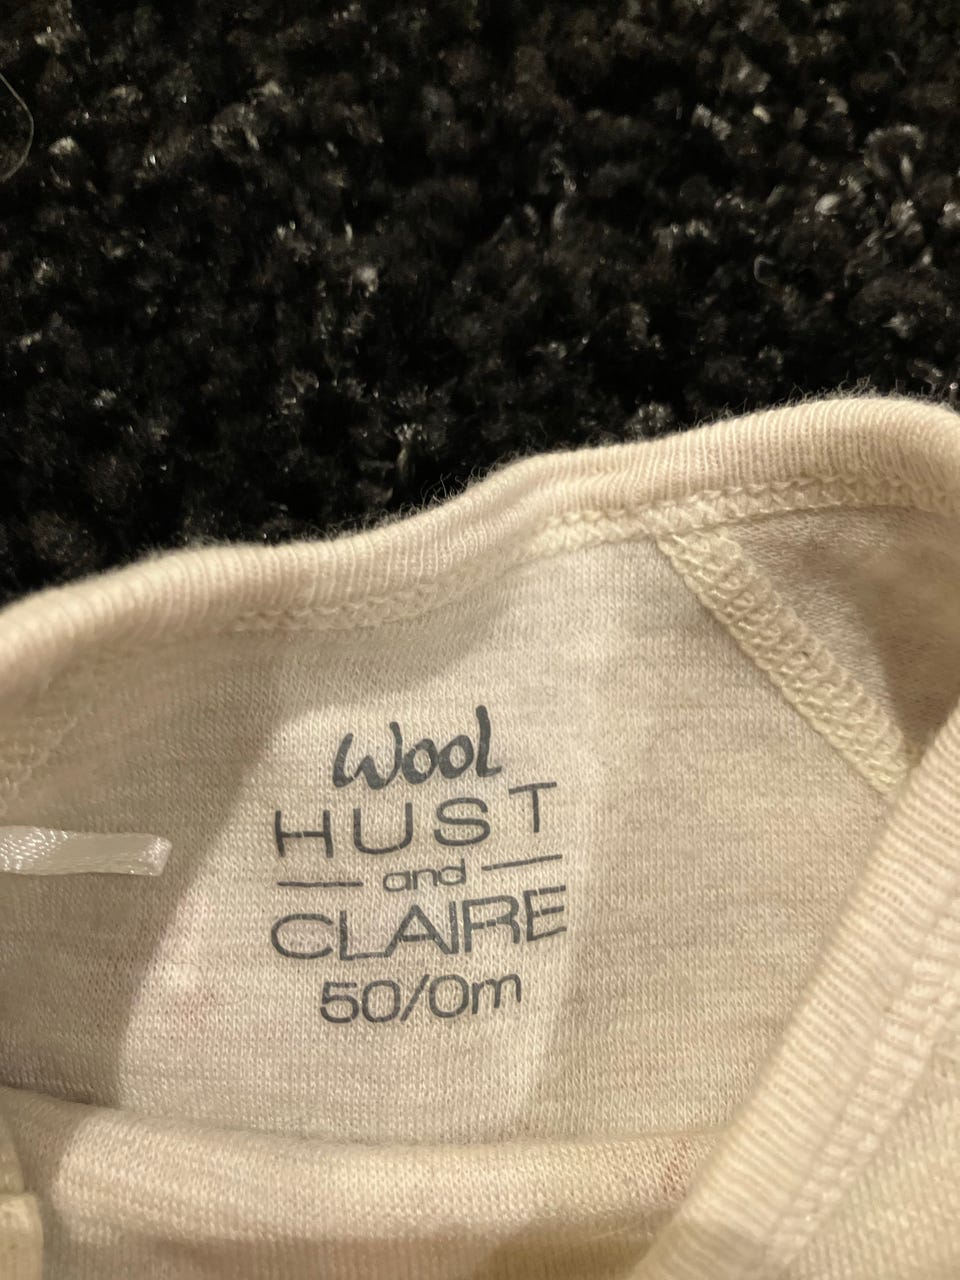 Wool
HUST
and
CLAIRE
50/0m